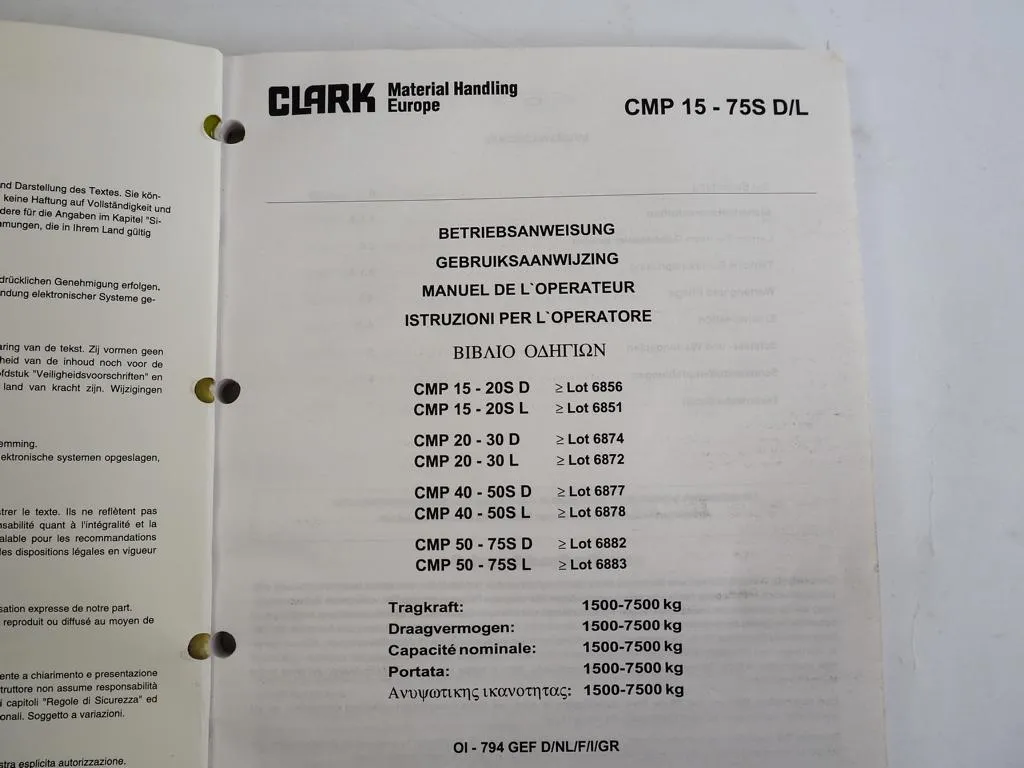 nd Darstellung des Textes. Sie kön-
keine Haftung auf Vollständigkeit und
dere für die Angaben im Kapitel "Si-
mungen, die in Ihrem Land gültig
drücklichen Genehmigung erfolgen.
ndung elektronischer Systeme ge-
aring van de tekst. Zij vormen geen
heid van de inhoud noch voor de
ofdstuk "Veiligheidsvoorschriften" en
land van kracht zijn. Wijzigingen
emming.
ektronische systemen opgeslagen,
strer le texte. Ils ne reflètent pas
nsabilité quant à l'intégralité et la
alable pour les recommandations
les dispositions légales en vigueur
sation expresse de notre part.
reproduit ou diffusé au moyen de
ente a chiarimento e presentazione
truttore non assume responsabilità
i capitoli "Regole di Sicurezza" ed
onali. Soggetto a variazioni.
stra esplicita autorizzazione.
CLARK Material Handling
Europe
CMP 15 - 75S D/L
BETRIEBSANWEISUNG
GEBRUIKSAANWIJZING
MANUEL DE L`OPERATEUR
ISTRUZIONI PER L`OPERATORE
ΒΙΒΛΙΟ ΟΔΗΓΙΩΝ
CMP 15 - 20S D ≥ Lot 6856
CMP 15 - 20S L ≥ Lot 6851
CMP 20 - 30 D ≥ Lot 6874
CMP 20 - 30 L ≥ Lot 6872
CMP 40 - 50S D ≥ Lot 6877
CMP 40 - 50S L ≥ Lot 6878
CMP 50 - 75S D ≥ Lot 6882
CMP 50 - 75S L ≥ Lot 6883
Tragkraft: 1500-7500 kg
Draagvermogen: 1500-7500 kg
Capacité nominale: 1500-7500 kg
Portata: 1500-7500 kg
Ανυψωτικης ικανοτητας: 1500-7500 kg
OI - 794 GEF D/NL/F/I/GR